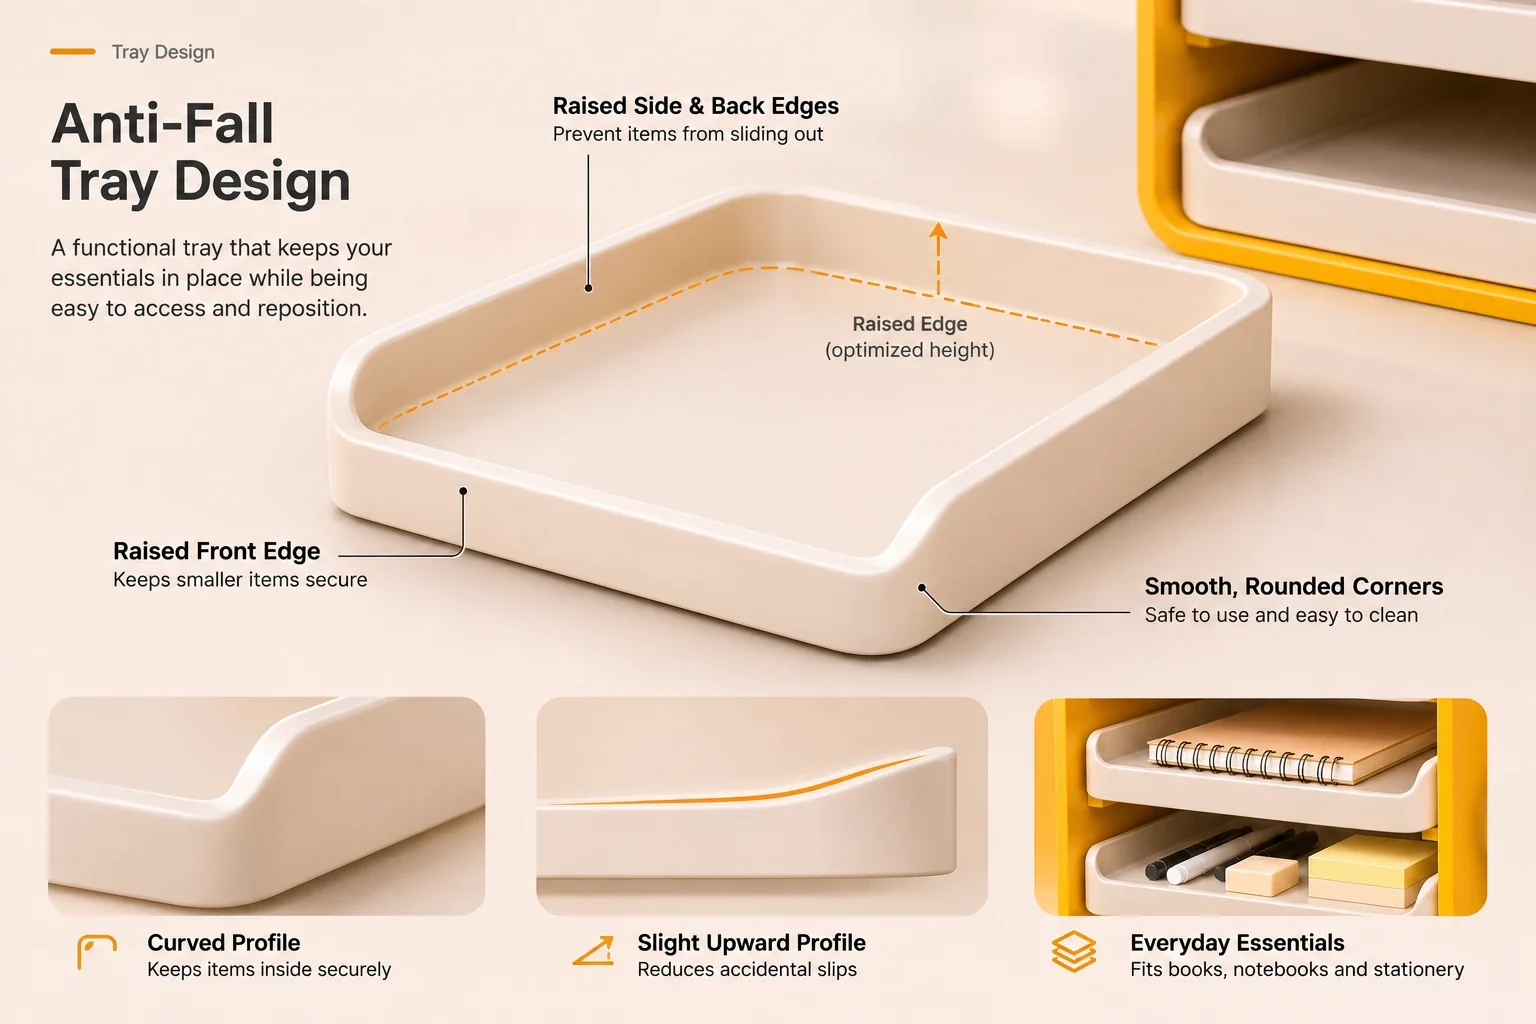 Tray Design
Anti-Fall
Tray Design
A functional tray that keeps your
essentials in place while being
easy to access and reposition.
Raised Side & Back Edges
Prevent items from sliding out
Raised Edge
(optimized height)
Raised Front Edge
Keeps smaller items secure
Smooth, Rounded Corners
Safe to use and easy to clean
Curved Profile
Keeps items inside securely
Slight Upward Profile
Reduces accidental slips
Everyday Essentials
Fits books, notebooks and stationery